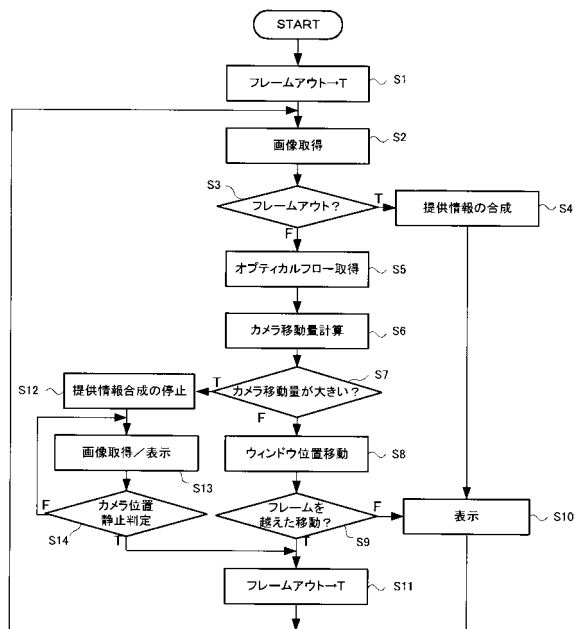 START
フレームアウト→T
S1
画像取得
S2
S3
フレームアウト?
T
F
提供情報の合成
S4
オプティカルフロー取得
S5
カメラ移動量計算
S6
S7
カメラ移動量が大きい?
T
F
S12
提供情報合成の停止
ウィンドウ位置移動
S8
画像取得/表示
S13
F
カメラ位置
静止判定
S14
T
フレームを
越えた移動?
F
T
S9
表示
S10
フレームアウト→T
S11